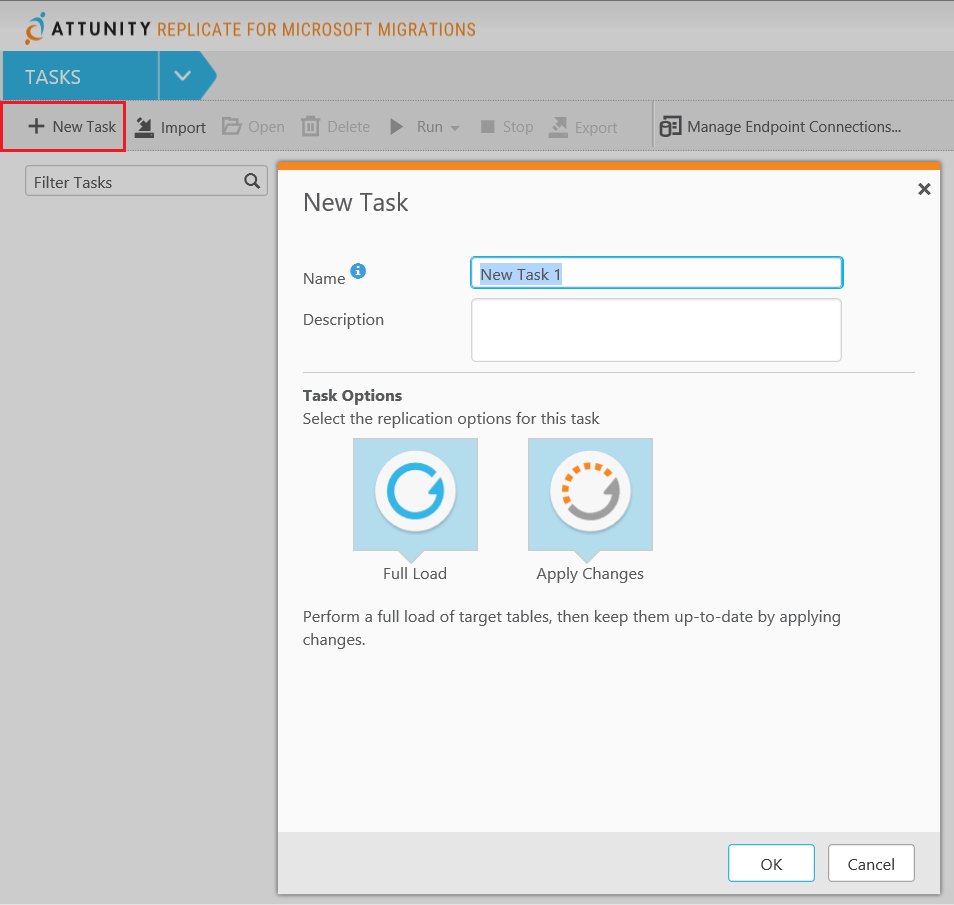 ATTUNITY REPLICATE FOR MICROSOFT MIGRATIONS
TASKS
New Task Import Open Delete Run Stop Export Manage Endpoint Connections...
Filter Tasks
New Task
Name
New Task 1
Description
Task Options
Select the replication options for this task
Full Load Apply Changes
Perform a full load of target tables, then keep them up-to-date by applying
changes.
OK Cancel